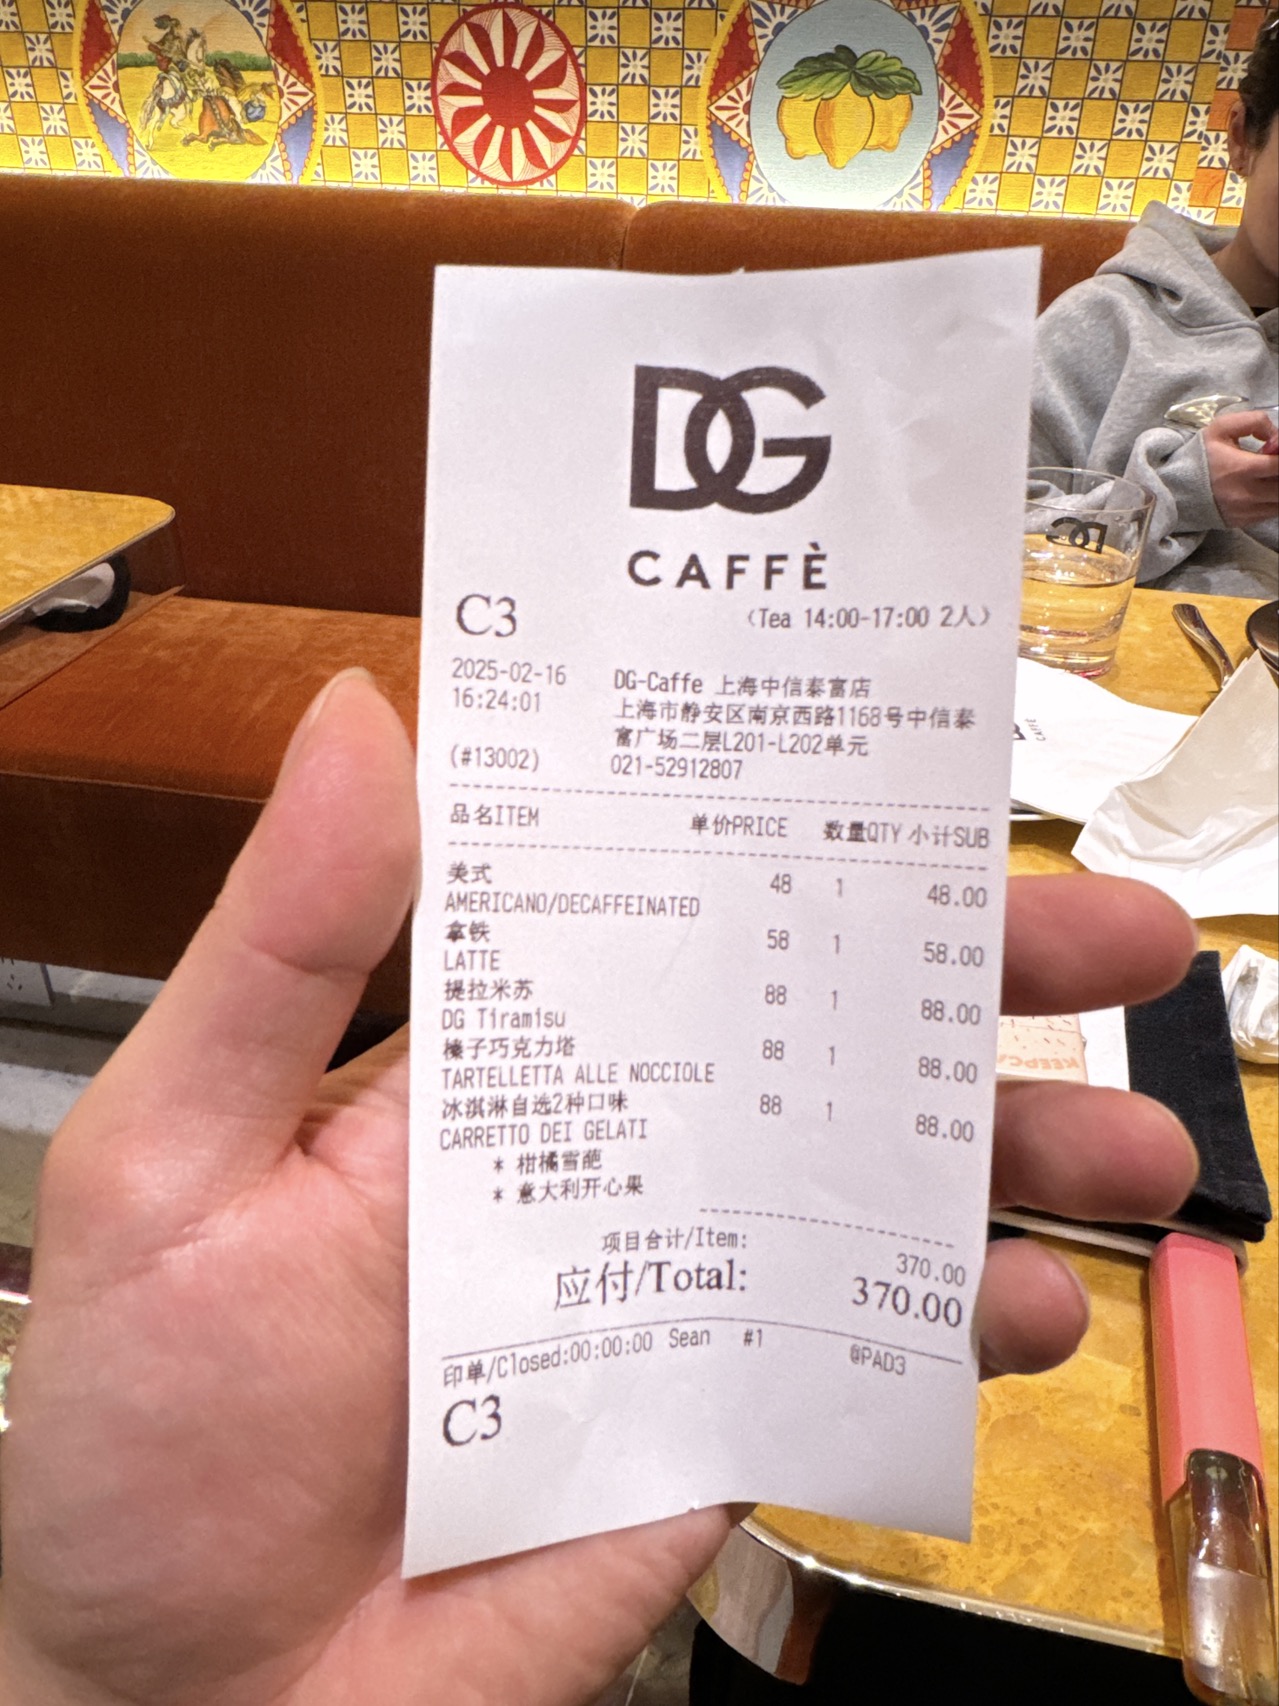 DG
CAFFÈ
C3
(Tea 14:00-17:00 2人)
2025-02-16
16:24:01
(#13002)
DG-Caffe 上海中信泰富店
上海市静安区南京西路1168号中信泰
富广场二层L201-L202单元
021-52912807
品名ITEM 单价PRICE 数量QTY 小计SUB
美式 48 1 48.00
AMERICANO/DECAFFEINATED
拿铁 58 1 58.00
LATTE
提拉米苏 88 1 88.00
DG Tiramisu
榛子巧克力塔 88 1 88.00
TARTELLETTA ALLE NOCCIOLE
冰淇淋自选2种口味 88 1 88.00
CARRETTO DEI GELATI
* 柑橘雪葩
* 意大利开心果
项目合计/Item: 370.00
应付/Total: 370.00
印单/Closed:00:00:00 Sean #1 @PAD3
C3
DG
CAFFÈ